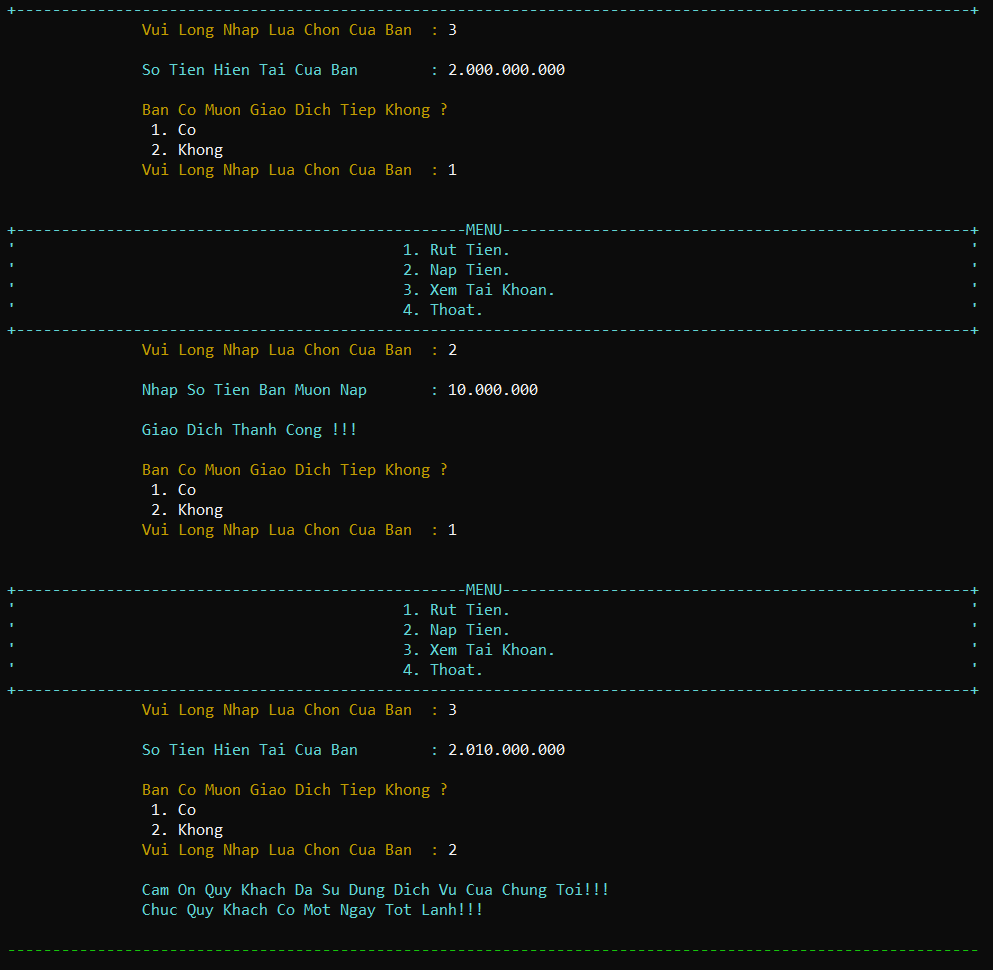 +--------------------------------------------------------------------------------------------------------+
Vui Long Nhap Lua Chon Cua Ban  : 3
So Tien Hien Tai Cua Ban        : 2.000.000.000
Ban Co Muon Giao Dich Tiep Khong ?
1. Co
2. Khong
Vui Long Nhap Lua Chon Cua Ban  : 1
+--------------------------------------------------MENU----------------------------------------------------+
' 1. Rut Tien. '
' 2. Nap Tien. '
' 3. Xem Tai Khoan. '
' 4. Thoat. '
+----------------------------------------------------------------------------------------------------------+
Vui Long Nhap Lua Chon Cua Ban  : 2
Nhap So Tien Ban Muon Nap       : 10.000.000
Giao Dich Thanh Cong !!!
Ban Co Muon Giao Dich Tiep Khong ?
1. Co
2. Khong
Vui Long Nhap Lua Chon Cua Ban  : 1
+--------------------------------------------------MENU----------------------------------------------------+
' 1. Rut Tien. '
' 2. Nap Tien. '
' 3. Xem Tai Khoan. '
' 4. Thoat. '
+----------------------------------------------------------------------------------------------------------+
Vui Long Nhap Lua Chon Cua Ban  : 3
So Tien Hien Tai Cua Ban        : 2.010.000.000
Ban Co Muon Giao Dich Tiep Khong ?
1. Co
2. Khong
Vui Long Nhap Lua Chon Cua Ban  : 2
Cam On Quy Khach Da Su Dung Dich Vu Cua Chung Toi!!!
Chuc Quy Khach Co Mot Ngay Tot Lanh!!!
------------------------------------------------------------------------------------------------------------